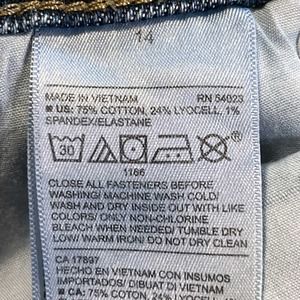 14
MADE IN VIETNAM RN 54023
■ US: 75% COTTON, 24% LYOCELL, 1%
SPANDEX/ELASTANE
30
1166
CLOSE ALL FASTENERS BEFORE
WASHING/ MACHINE WASH COLD/
WASH AND DRY INSIDE OUT WITH LIKE
COLORS/ ONLY NON-CHLORINE
BLEACH WHEN NEEDED/ TUMBLE DRY
LOW/ WARM IRON/ DO NOT DRY CLEAN
CA 17897
HECHO EN VIETNAM CON INSUMOS
IMPORTADOS/ DIBUAT DI VIETNAM
■ CA: 75% COTON, 24% LYOCELL